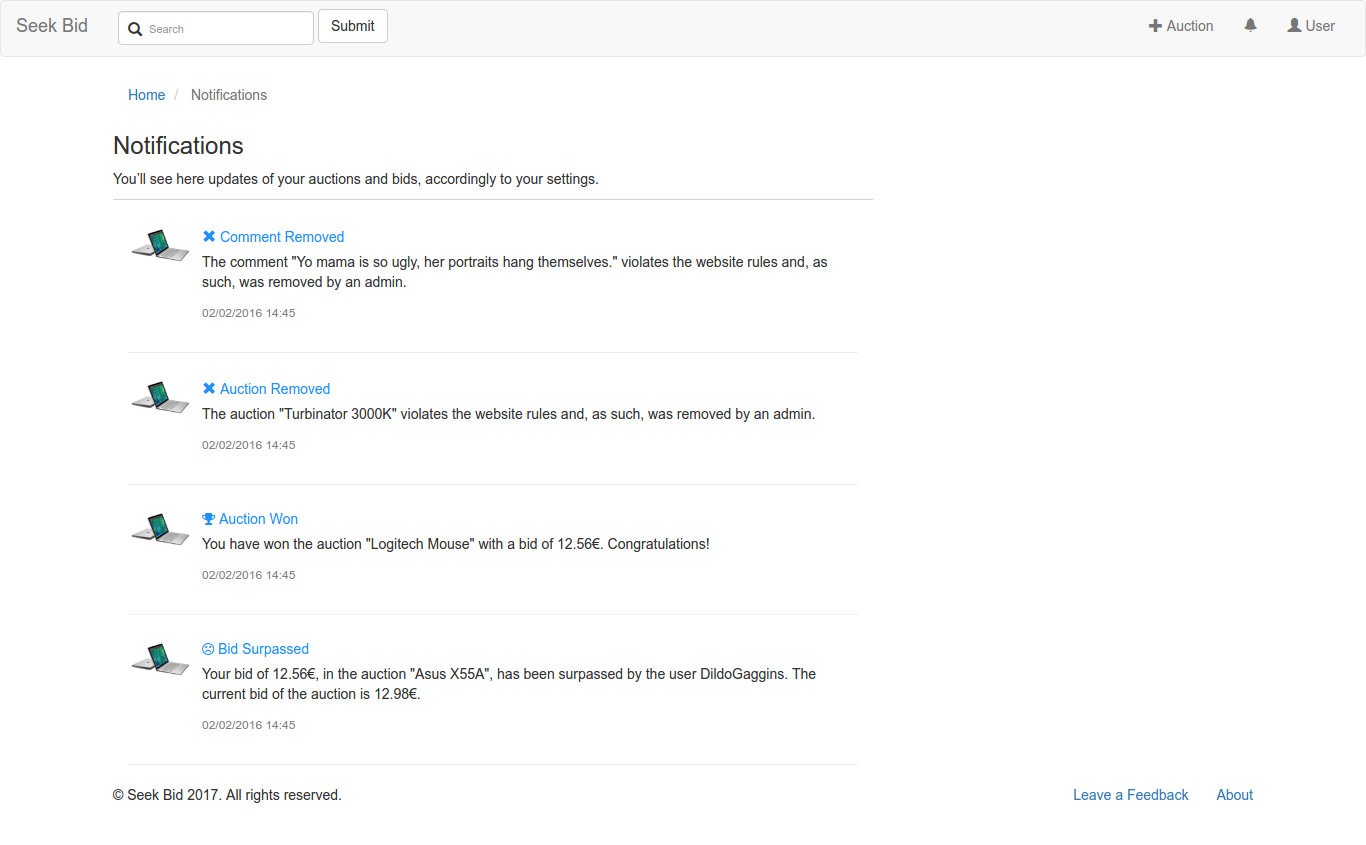 Seek Bid Search Submit Auction User
Home / Notifications
Notifications
You'll see here updates of your auctions and bids, accordingly to your settings.
Comment Removed
The comment "Yo mama is so ugly, her portraits hang themselves." violates the website rules and, as
such, was removed by an admin.
02/02/2016 14:45
Auction Removed
The auction "Turbinator 3000K" violates the website rules and, as such, was removed by an admin.
02/02/2016 14:45
Auction Won
You have won the auction "Logitech Mouse" with a bid of 12.56€. Congratulations!
02/02/2016 14:45
Bid Surpassed
Your bid of 12.56€, in the auction "Asus X55A", has been surpassed by the user DildoGaggins. The
current bid of the auction is 12.98€.
02/02/2016 14:45
© Seek Bid 2017. All rights reserved. Leave a Feedback About